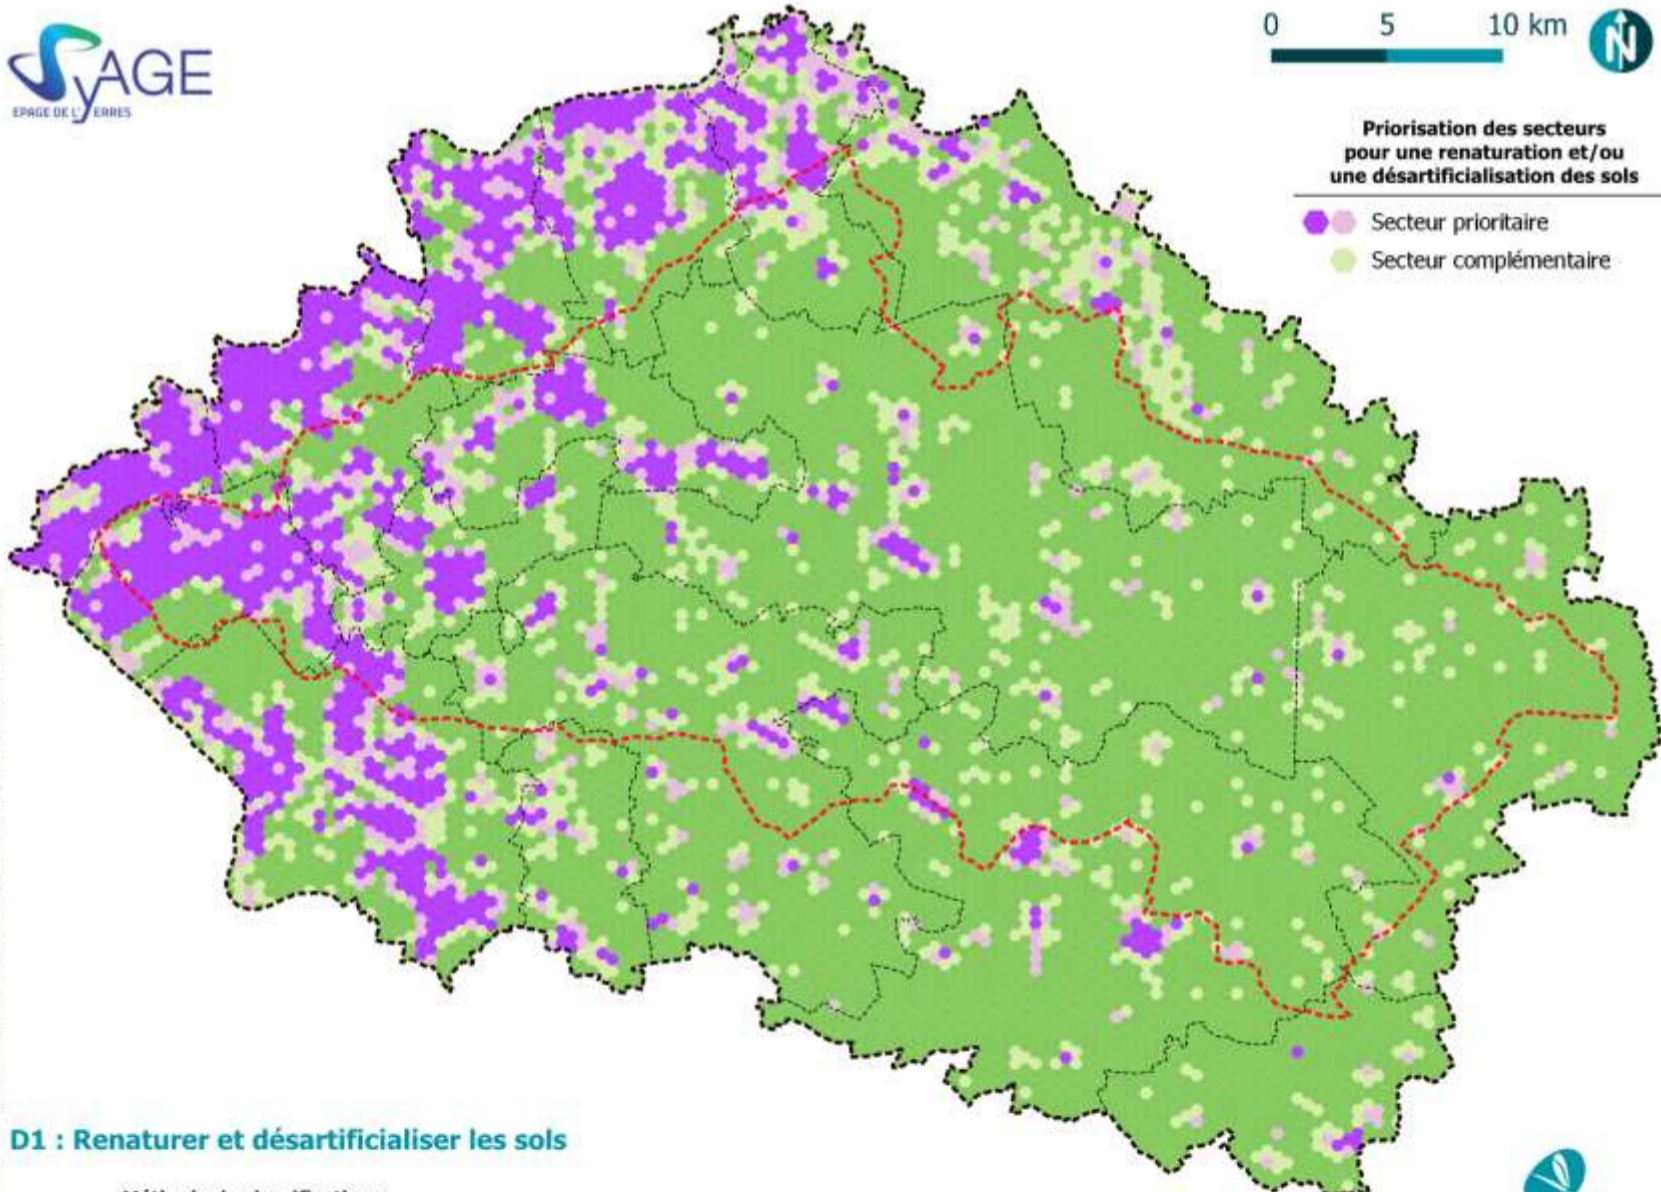 SyAGE
EPAGE DE L'YERRES
0 5 10 km
N
Priorisation des secteurs
pour une renaturation et/ou
une désartificialisation des sols
Secteur prioritaire
Secteur complémentaire
D1 : Renaturer et désartificialiser les sols